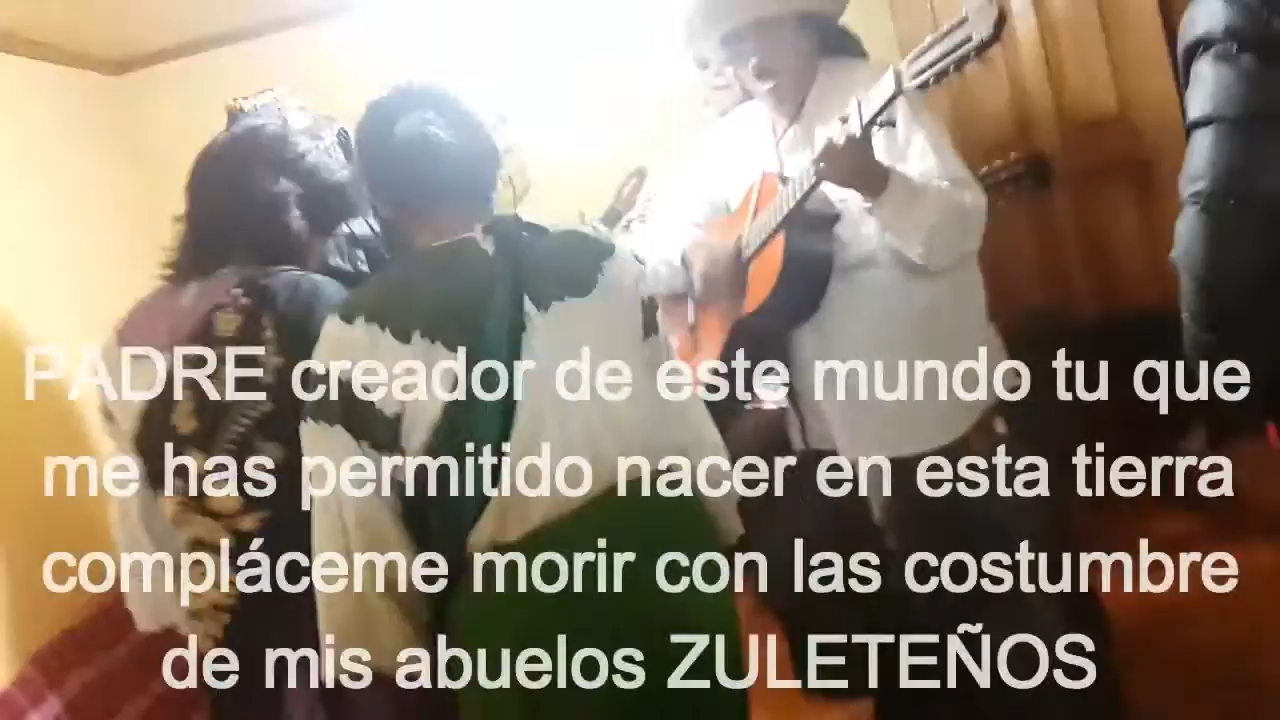 PADRE creador de este mundo tu que
me has permitido nacer en esta tierra
compláceme morir con las costumbre
de mis abuelos ZULETEÑOS